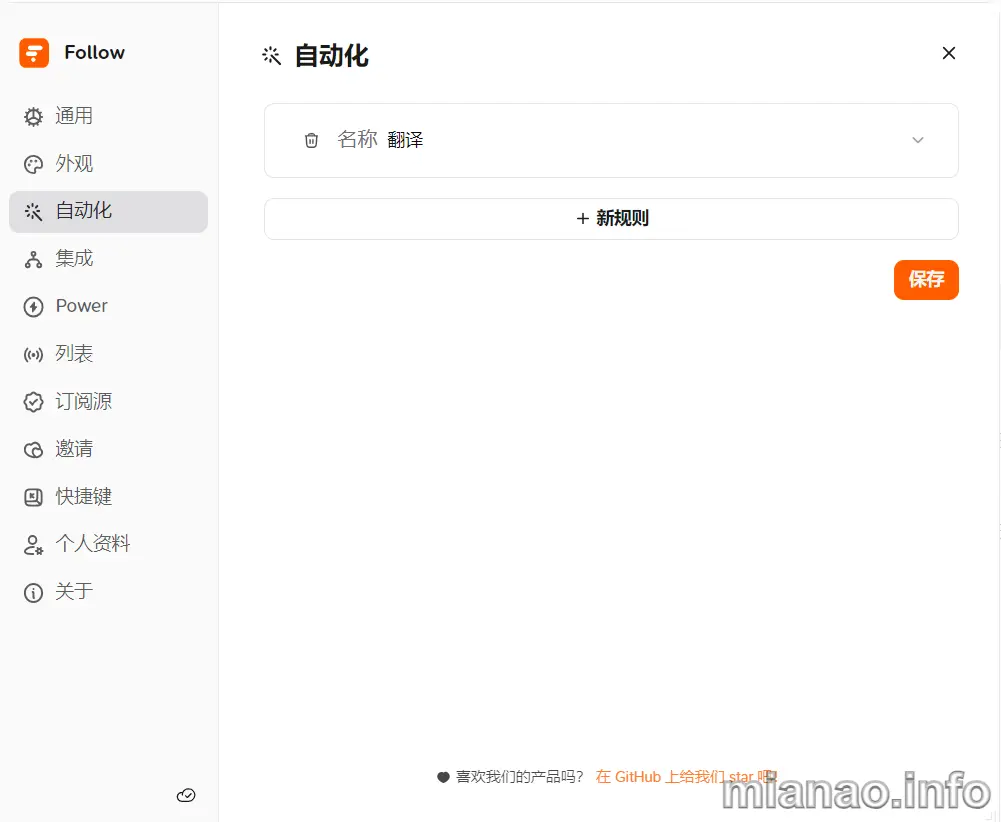 Follow
通用
外观
自动化
集成
Power
列表
订阅源
邀请
快捷键
个人资料
关于
自动化
名称 翻译
+ 新规则
保存
喜欢我们的产品吗? 在 GitHub 上给我们 star 吧!
mianao.info